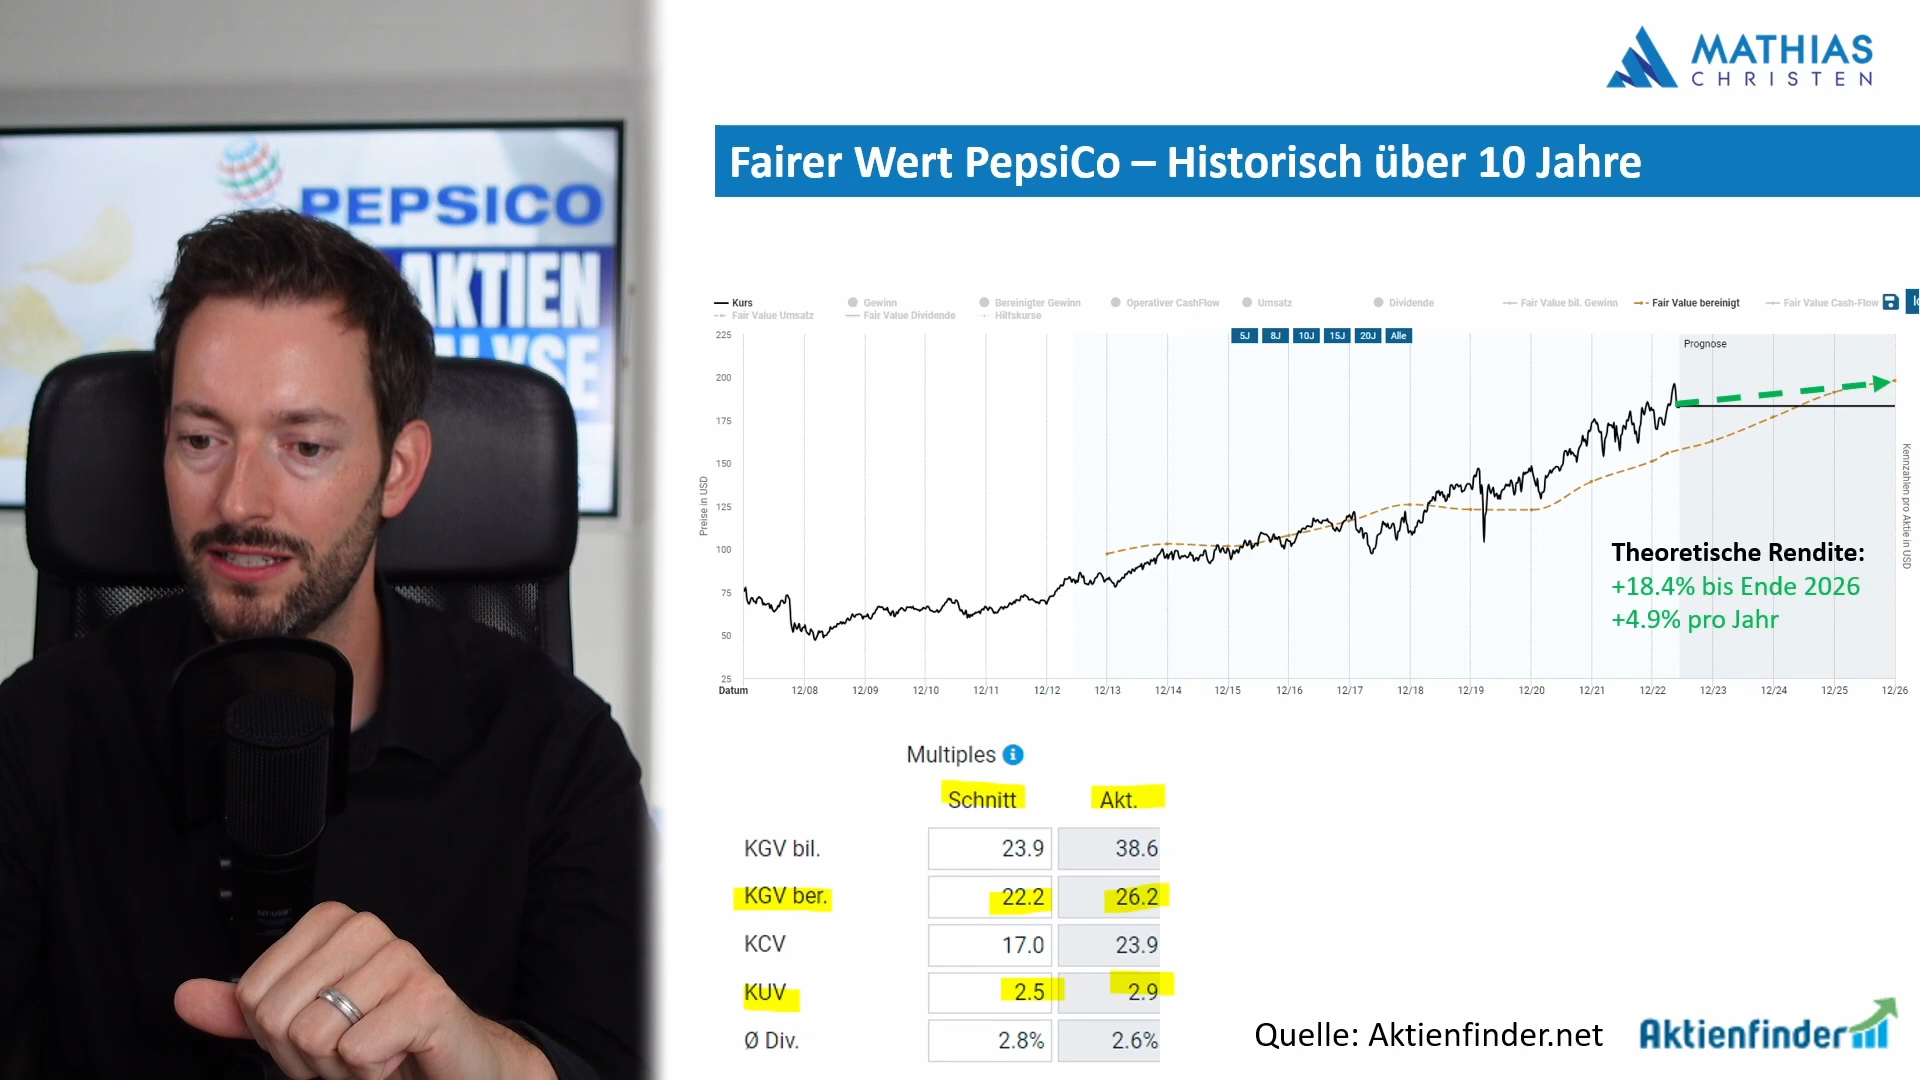 MATHIAS
CHRISTEN
PEPSICO
AKTIEN
Fairer Wert PepsiCo – Historisch über 10 Jahre
Kurs
Gewinn
Bereinigter Gewinn
Operativer CashFlow
Umsatz
Dividende
Fair Value bil. Gewinn
Fair Value bereinigt
Fair Value Cash-Flow
Fair Value Umsatz
Fair Value Dividende
Hilfskurse
5J 8J 10J 15J 20J Alle
Prognose
225
200
175
150
125
100
75
50
25
Preise in USD
Kennzahlen pro Aktie in USD
Datum 12/08 12/09 12/10 12/11 12/12 12/13 12/14 12/15 12/16 12/17 12/18 12/19 12/20 12/21 12/22 12/23 12/24 12/25 12/26
Theoretische Rendite:
+18.4% bis Ende 2026
+4.9% pro Jahr
Multiples
Schnitt Akt.
KGV bil. 23.9 38.6
KGV ber. 22.2 26.2
KCV 17.0 23.9
KUV 2.5 2.9
Ø Div. 2.8% 2.6%
Quelle: Aktienfinder.net
Aktienfinder